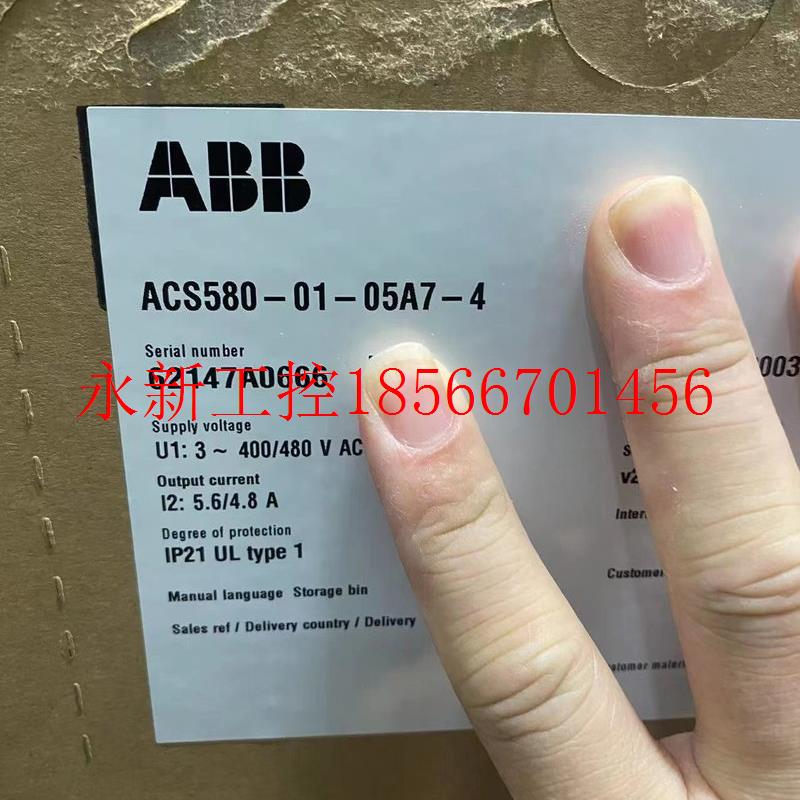 ABB
ACS580-01-05A7-4
Serial number
62147A0666
永新工控18566701456
003
Supply voltage
U1: 3 ~ 400/480 V AC
Output current
I2: 5.6/4.8 A
Degree of protection
IP21 UL type 1
Manual language Storage bin
Sales ref / Delivery country / Delivery